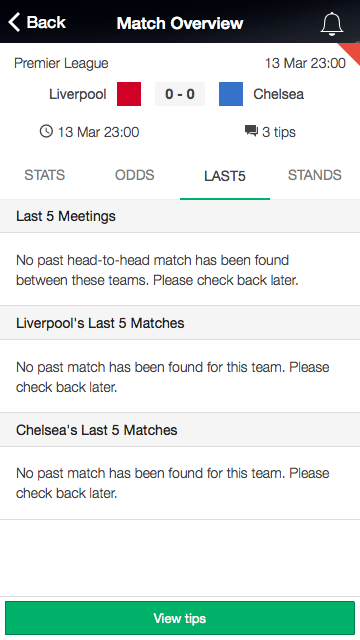 Back Match Overview
Premier League 13 Mar 23:00
Liverpool 0 - 0 Chelsea
13 Mar 23:00 3 tips
STATS ODDS LAST5 STANDS
Last 5 Meetings
No past head-to-head match has been found
between these teams. Please check back later.
Liverpool's Last 5 Matches
No past match has been found for this team. Please
check back later.
Chelsea's Last 5 Matches
No past match has been found for this team. Please
check back later.
View tips